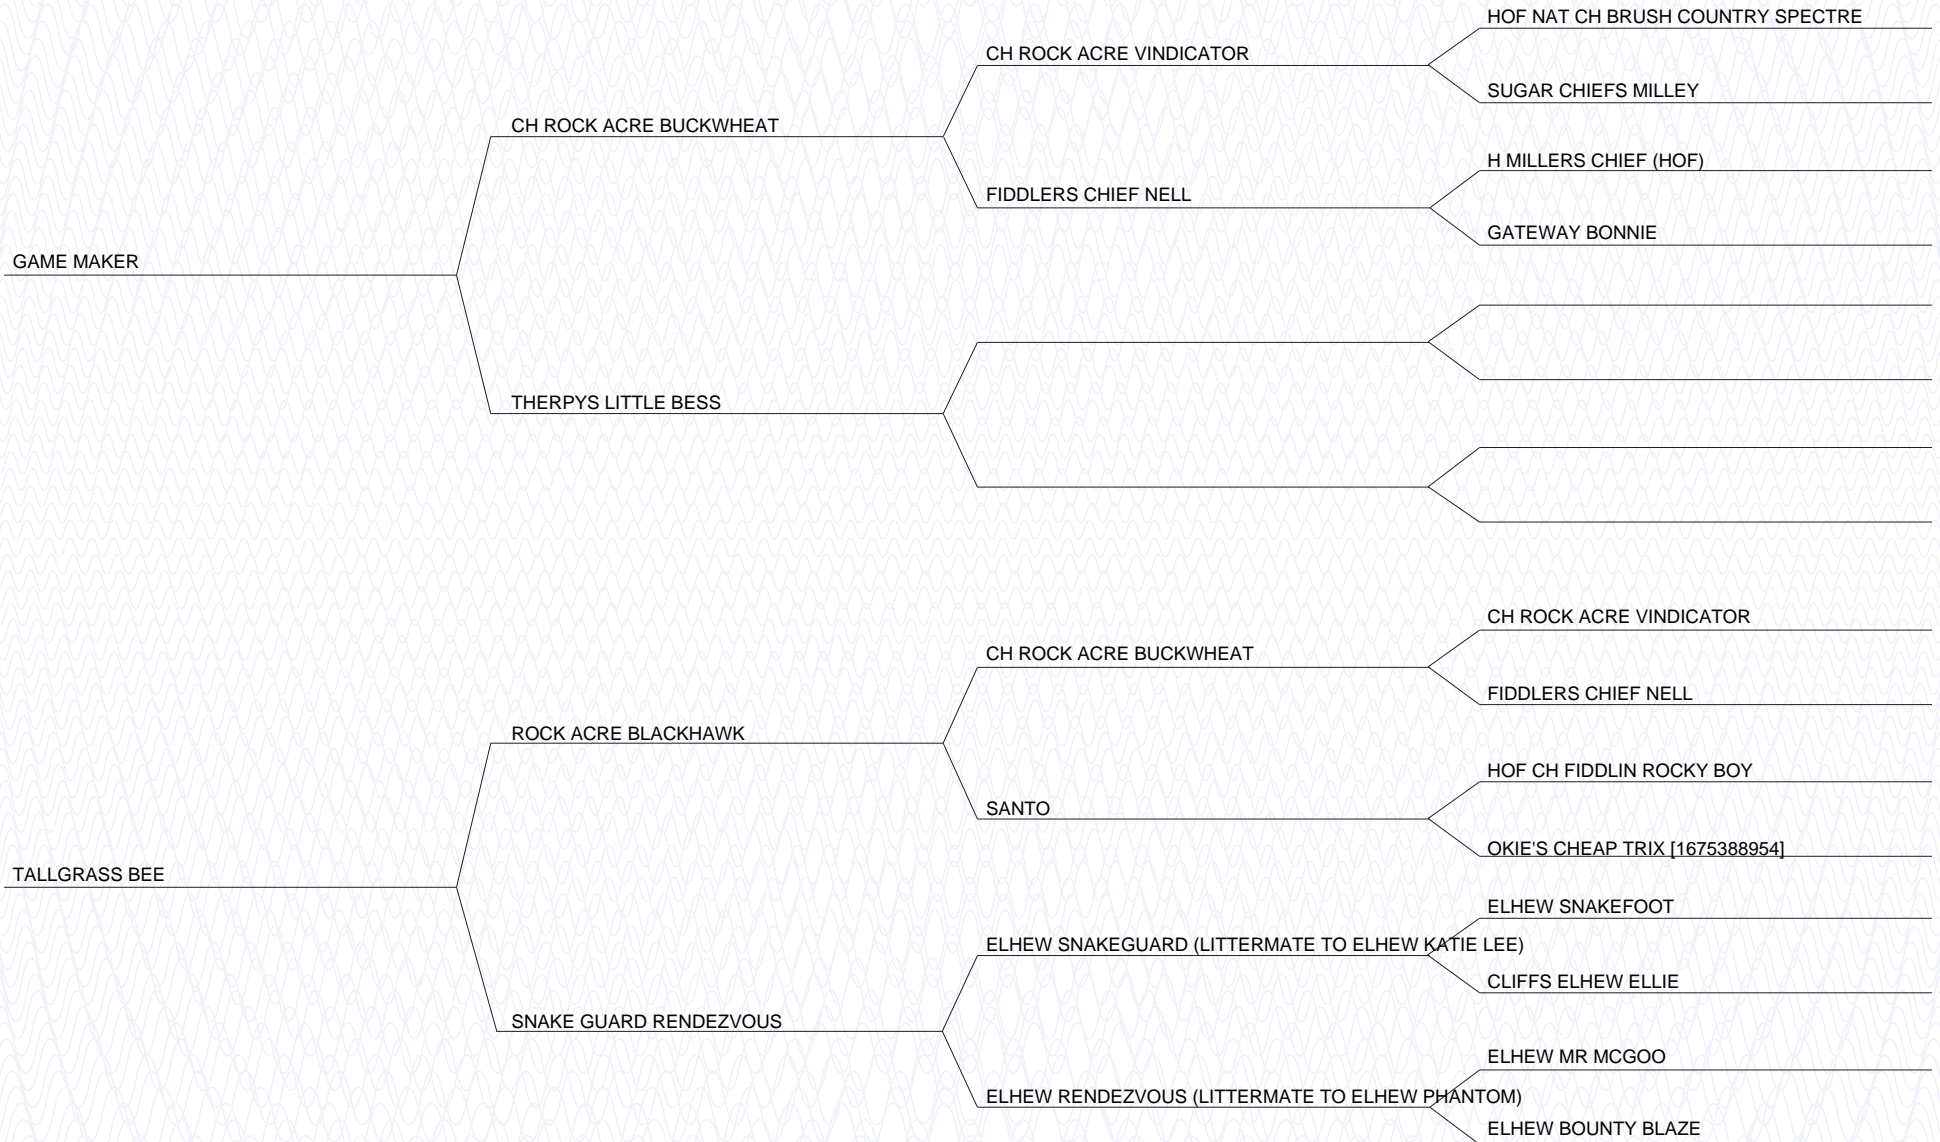 HOF NAT CH BRUSH COUNTRY SPECTRE
CH ROCK ACRE VINDICATOR
SUGAR CHIEFS MILLEY
CH ROCK ACRE BUCKWHEAT
H MILLERS CHIEF (HOF)
FIDDLERS CHIEF NELL
GATEWAY BONNIE
GAME MAKER
THERPYS LITTLE BESS
CH ROCK ACRE VINDICATOR
CH ROCK ACRE BUCKWHEAT
FIDDLERS CHIEF NELL
ROCK ACRE BLACKHAWK
HOF CH FIDDLIN ROCKY BOY
SANTO
OKIE'S CHEAP TRIX [1675388954]
TALLGRASS BEE
ELHEW SNAKEFOOT
ELHEW SNAKEGUARD (LITTERMATE TO ELHEW KATIE LEE)
CLIFFS ELHEW ELLIE
SNAKE GUARD RENDEZVOUS
ELHEW MR MCGOO
ELHEW RENDEZVOUS (LITTERMATE TO ELHEW PHANTOM)
ELHEW BOUNTY BLAZE